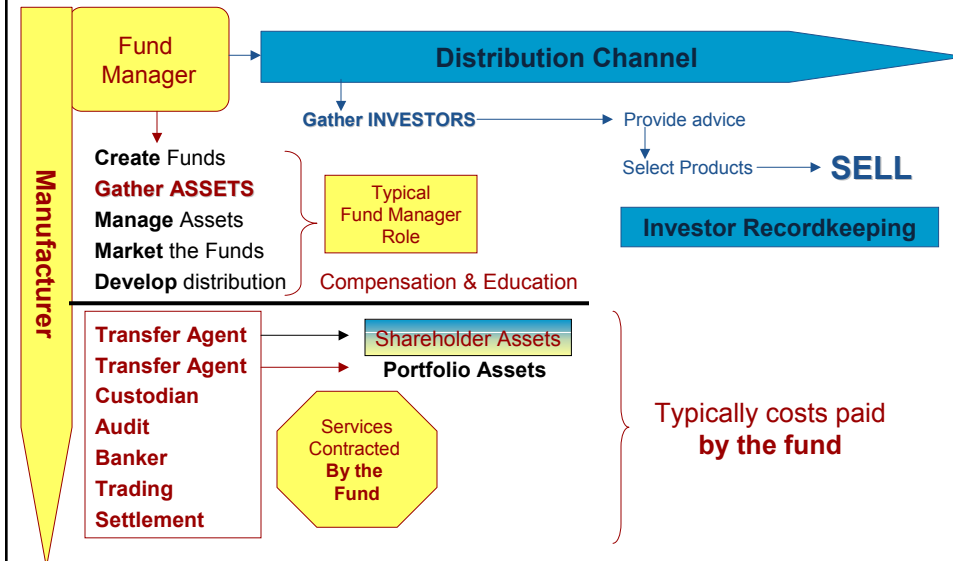 Fund
Manager
Distribution Channel
Gather INVESTORS
Provide advice
Select Products
SELL
Investor Recordkeeping
Manufacturer
Create Funds
Gather ASSETS
Manage Assets
Market the Funds
Develop distribution
Typical
Fund Manager
Role
Compensation & Education
Transfer Agent
Shareholder Assets
Transfer Agent
Portfolio Assets
Custodian
Audit
Banker
Trading
Settlement
Services
Contracted
By the
Fund
Typically costs paid
by the fund